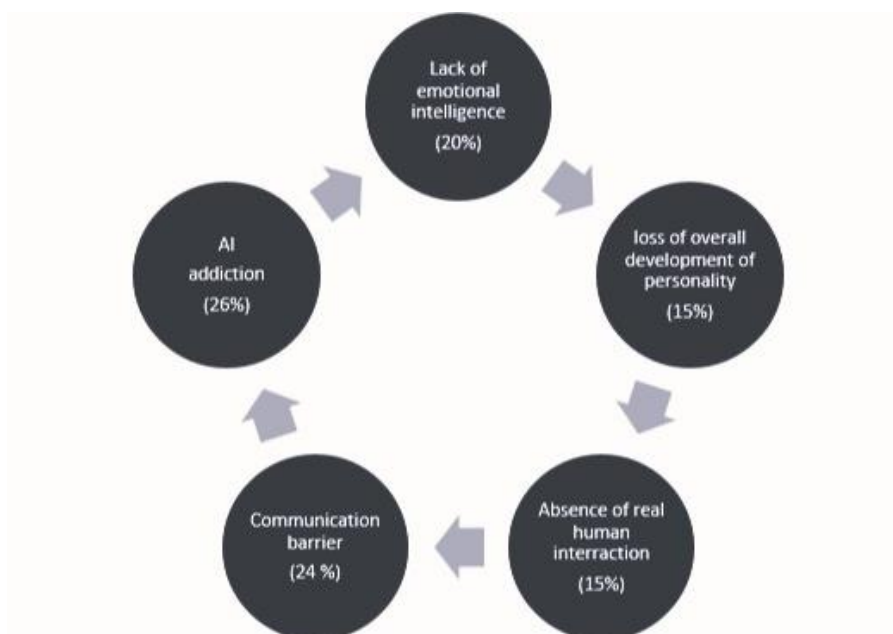 Lack of
emotional
intelligence
(20%)
loss of overall
development of
personality
(15%)
Absence of real
human
interraction
(15%)
Communication
barrier
(24 %)
AI
addiction
(26%)